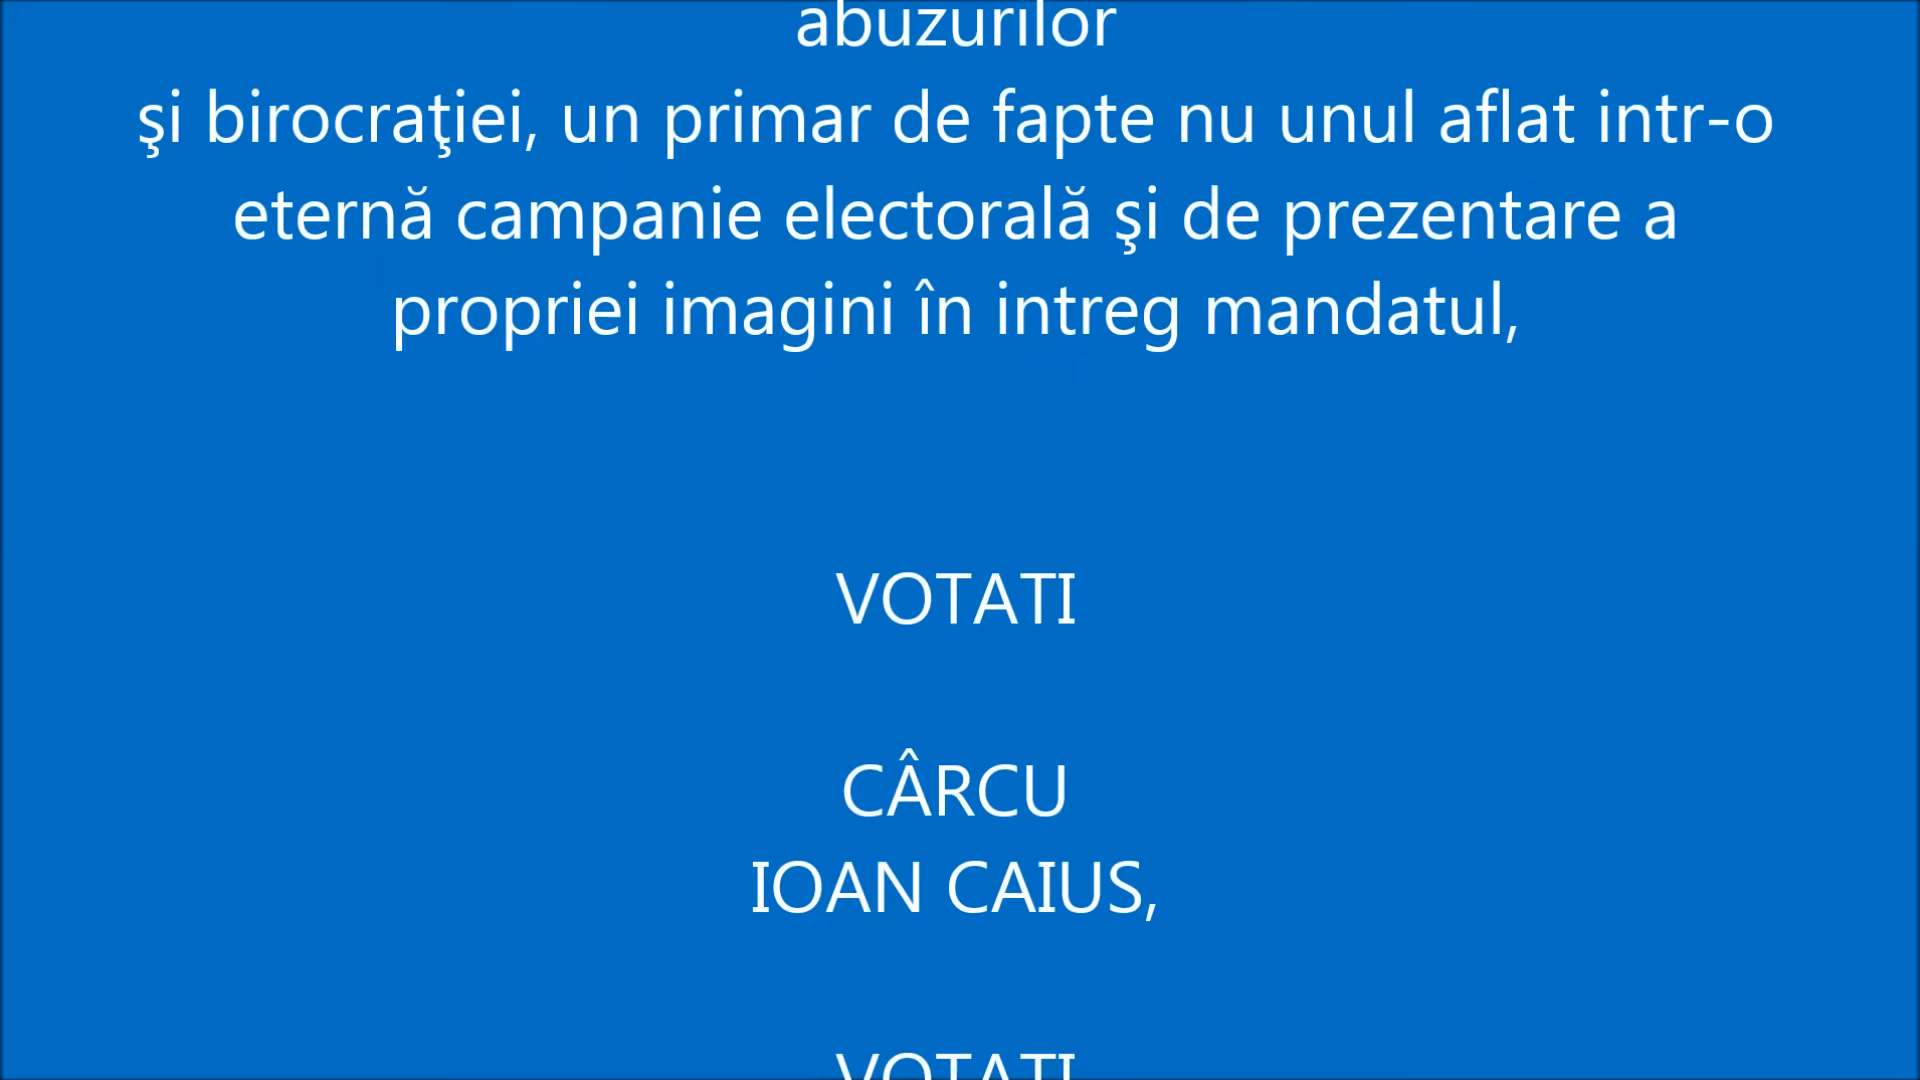 abuzurilor
şi birocraţiei, un primar de fapte nu unul aflat intr-o
eternă campanie electorală şi de prezentare a
propriei imagini în intreg mandatul,
VOTATI
CÂRCU
IOAN CAIUS,
VOTATI